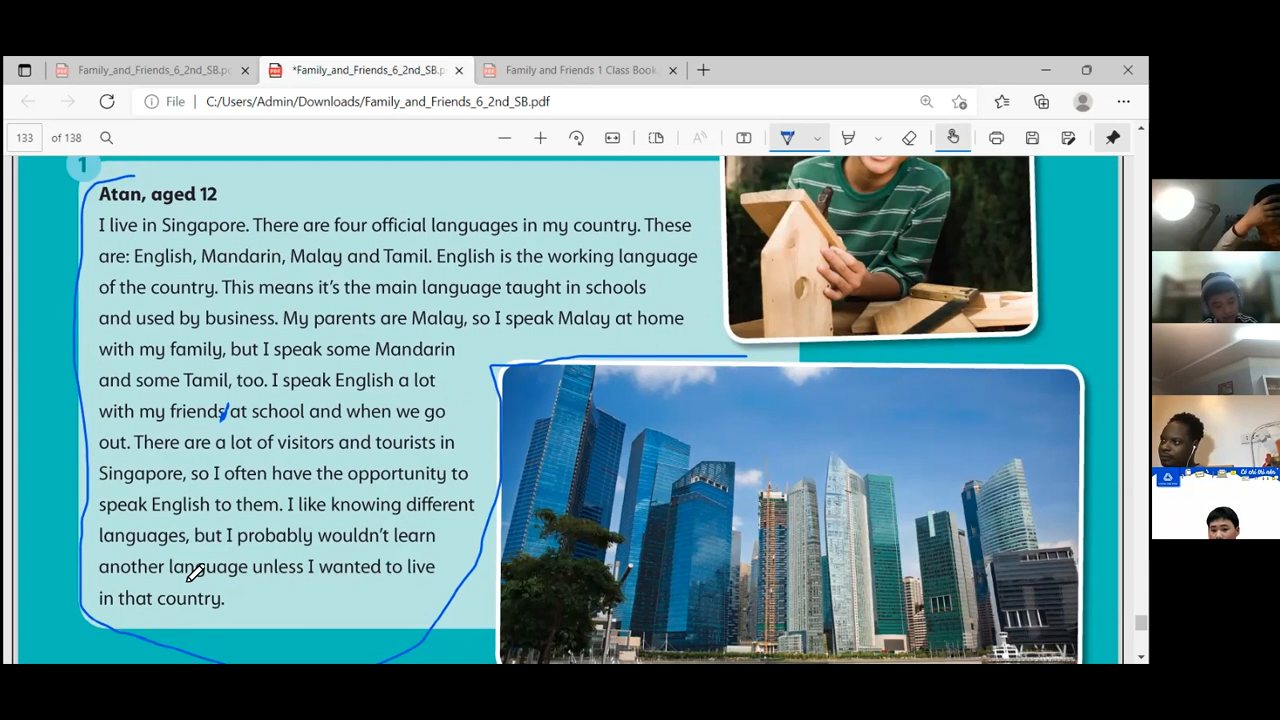 Family_and_Friends_6_2nd_SB.pd
*Family_and_Friends_6_2nd_SB.p
Family and Friends 1 Class Book
File
C:/Users/Admin/Downloads/Family_and_Friends_6_2nd_SB.pdf
133 of 138
1
Atan, aged 12
I live in Singapore. There are four official languages in my country. These
are: English, Mandarin, Malay and Tamil. English is the working language
of the country. This means it's the main language taught in schools
and used by business. My parents are Malay, so I speak Malay at home
with my family, but I speak some Mandarin
and some Tamil, too. I speak English a lot
with my friends at school and when we go
out. There are a lot of visitors and tourists in
Singapore, so I often have the opportunity to
speak English to them. I like knowing different
languages, but I probably wouldn't learn
another language unless I wanted to live
in that country.
Có chí thì nên